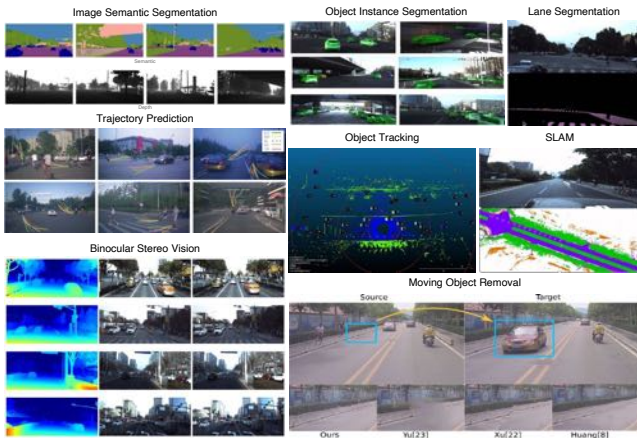 Image Semantic Segmentation
Semantic
Depth
Object Instance Segmentation
Lane Segmentation
Trajectory Prediction
Object Tracking
SLAM
Binocular Stereo Vision
Moving Object Removal
Source
Target
Ours
Yu[23]
Xu[22]
Huang[8]